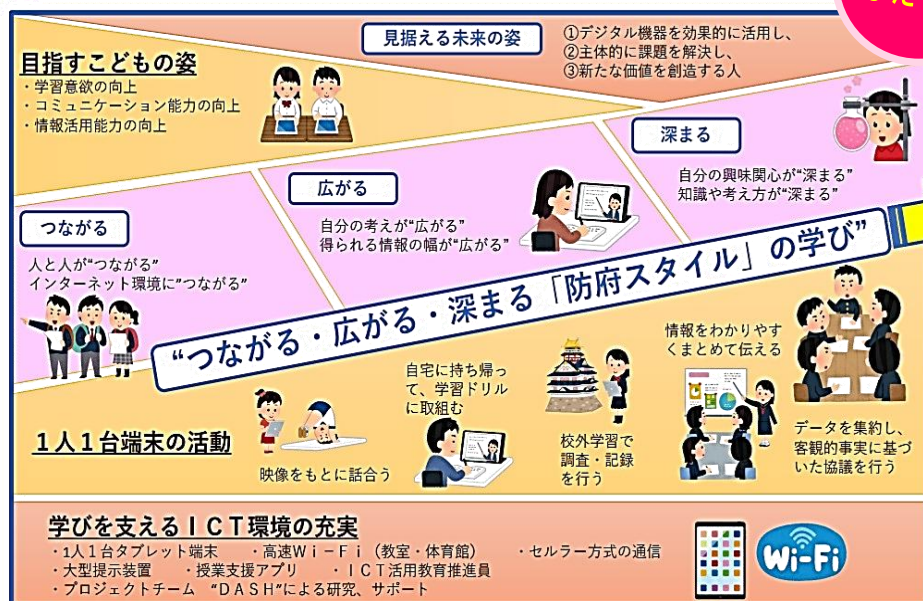 見据える未来の姿
①デジタル機器を効果的に活用し、
②主体的に課題を解決し、
③新たな価値を創造する人
目指すこどもの姿
・学習意欲の向上
・コミュニケーション能力の向上
・情報活用能力の向上
深まる
自分の興味関心が“深まる”
知識や考え方が“深まる”
広がる
自分の考えが“広がる”
得られる情報の幅が“広がる”
つながる
人と人が“つながる”
インターネット環境に“つながる”
“つながる・広がる・深まる「防府スタイル」の学び”
1人1台端末の活動
映像をもとに話合う
自宅に持ち帰っ
て、学習ドリル
に取組む
校外学習で
調査・記録
を行う
情報をわかりやす
くまとめて伝える
データを集約し、
客観的事実に基づ
いた協議を行う
学びを支えるＩＣＴ環境の充実
・1人１台タブレット端末　・高速Ｗｉ－Ｆｉ（教室・体育館）　・セルラー方式の通信
・大型提示装置　・授業支援アプリ　・ＩＣＴ活用教育推進員
・プロジェクトチーム “ＤＡＳＨ”による研究、サポート
Wi-Fi